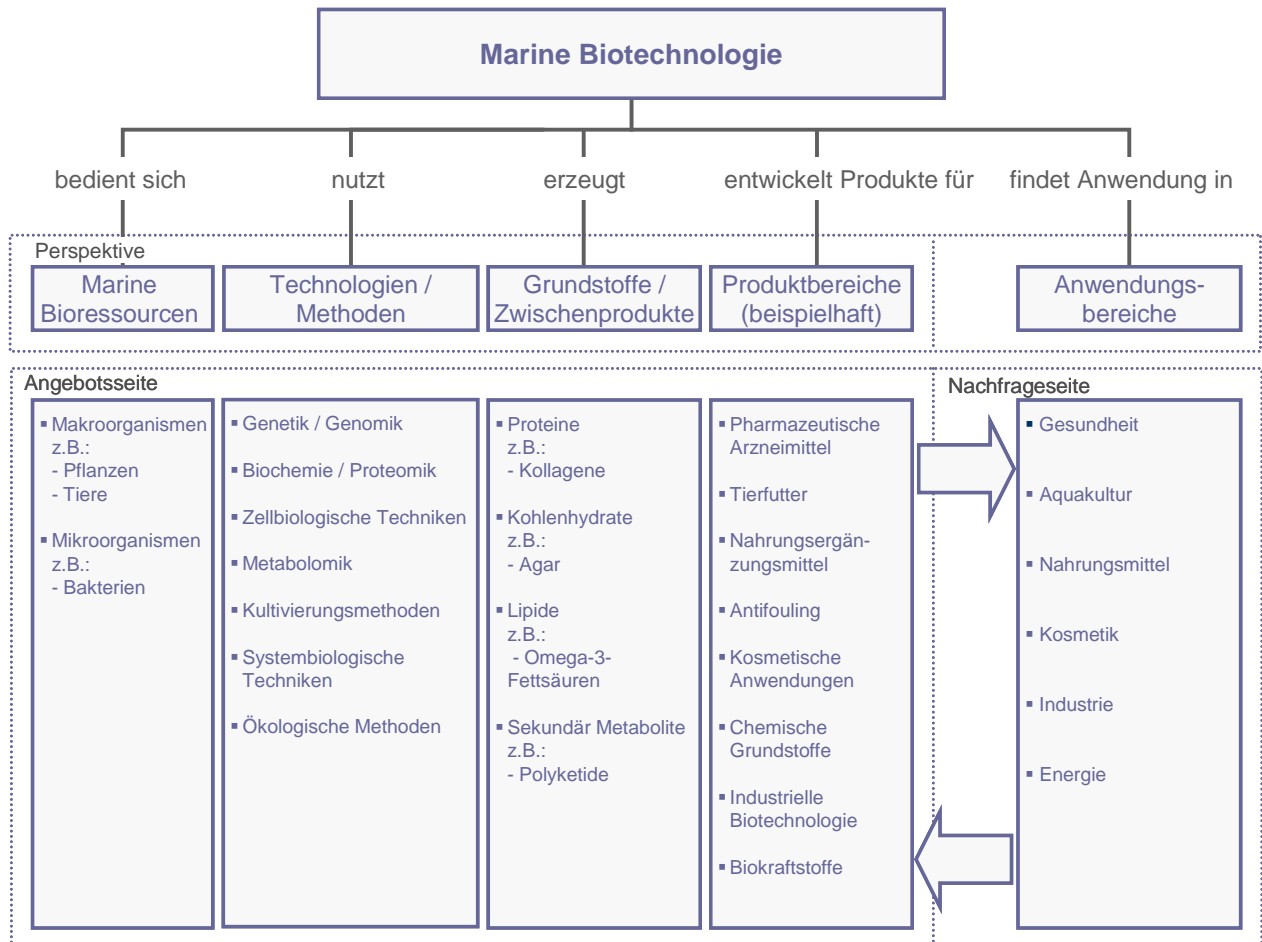 Marine Biotechnologie
bedient sich
nutzt
erzeugt
entwickelt Produkte für
findet Anwendung in
Perspektive
Marine
Bioressourcen
Technologien /
Methoden
Grundstoffe /
Zwischenprodukte
Produktbereiche
(beispielhaft)
Anwendungs-
bereiche
Angebotsseite
▪ Makroorganismen
z.B.:
- Pflanzen
- Tiere
▪ Mikroorganismen
z.B.:
- Bakterien
▪ Genetik / Genomik
▪ Biochemie / Proteomik
▪ Zellbiologische Techniken
▪ Metabolomik
▪ Kultivierungsmethoden
▪ Systembiologische
Techniken
▪ Ökologische Methoden
▪ Proteine
z.B.:
- Kollagene
▪ Kohlenhydrate
z.B.:
- Agar
▪ Lipide
z.B.:
- Omega-3-
Fettsäuren
▪ Sekundär Metabolite
z.B.:
- Polyketide
▪ Pharmazeutische
Arzneimittel
▪ Tierfutter
▪ Nahrungsergän-
zungsmittel
▪ Antifouling
▪ Kosmetische
Anwendungen
▪ Chemische
Grundstoffe
▪ Industrielle
Biotechnologie
▪ Biokraftstoffe
Nachfrageseite
▪ Gesundheit
▪ Aquakultur
▪ Nahrungsmittel
▪ Kosmetik
▪ Industrie
▪ Energie